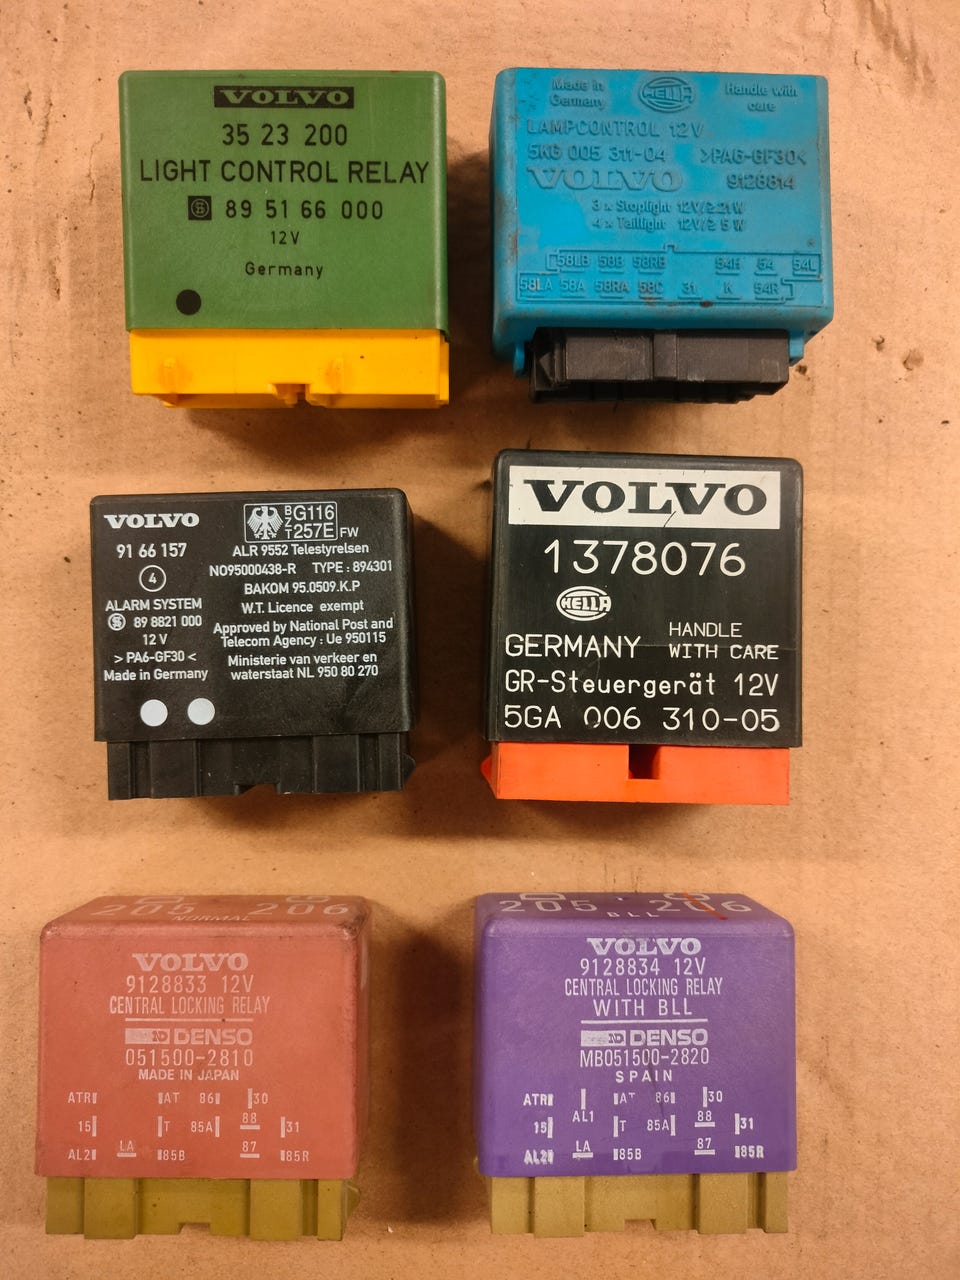 VOLVO
35 23 200
LIGHT CONTROL RELAY
89 51 66 000
12V
Germany
Made in Germany
HELLA
Handle with care
LAMPCONTROL 12V
5KG 005 311-04 >PA6-GF30<
VOLVO 9128814
3 x Stoplight 12V/≥21W
4 x Taillight 12V/≥ 5 W
58LB 58B 58RB 54H 54 54L
58LA 58A 58RA 58C 31 K 54R
VOLVO
91 66 157
4
ALARM SYSTEM
89 8821 000
12 V
> PA6-GF30 <
Made in Germany
BZT G116
257E FW
ALR 9552 Telestyrelsen
NO95000438-R TYPE : 894301
BAKOM 95.0509.K.P
W.T. Licence exempt
Approved by National Post and
Telecom Agency : Ue 950115
Ministerie van verkeer en
waterstaat NL 950 80 270
VOLVO
1378076
HELLA
GERMANY HANDLE WITH CARE
GR-Steuergerät 12V
5GA 006 310-05
205 206
NORMAL
VOLVO
9128833 12V
CENTRAL LOCKING RELAY
ND DENSO
051500-2810
MADE IN JAPAN
ATR AT 86 30
15 T 85A 88 31
AL2 LA 85B 87 85R
205 206
BLL
VOLVO
9128834 12V
CENTRAL LOCKING RELAY
WITH BLL
ND DENSO
MB051500-2820
SPAIN
ATR AT 86 30
15 AL1 T 85A 88 31
AL2 LA 85B 87 85R